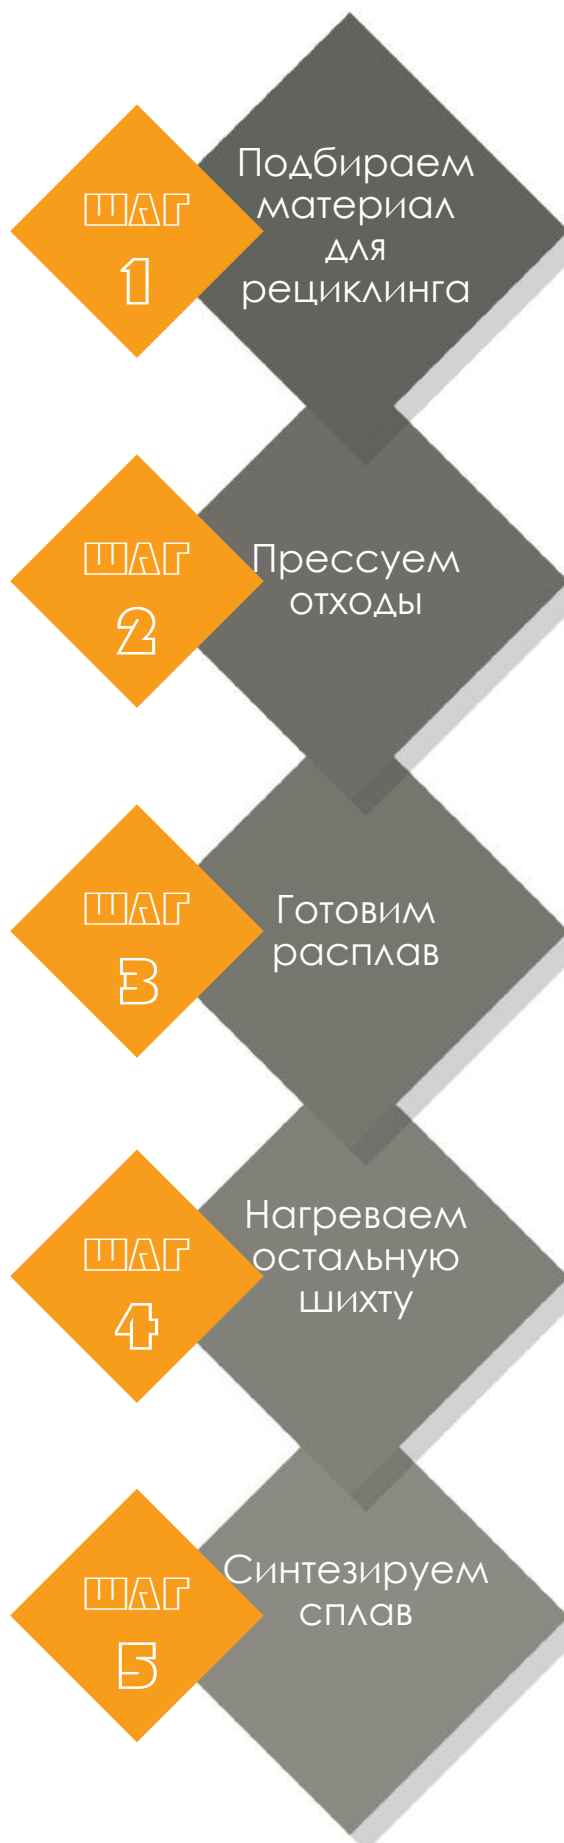 ШАГ
1
Подбираем
материал
для
рециклинга
ШАГ
2
Прессуем
отходы
ШАГ
3
Готовим
расплав
ШАГ
4
Нагреваем
остальную
шихту
ШАГ
5
Синтезируем
сплав